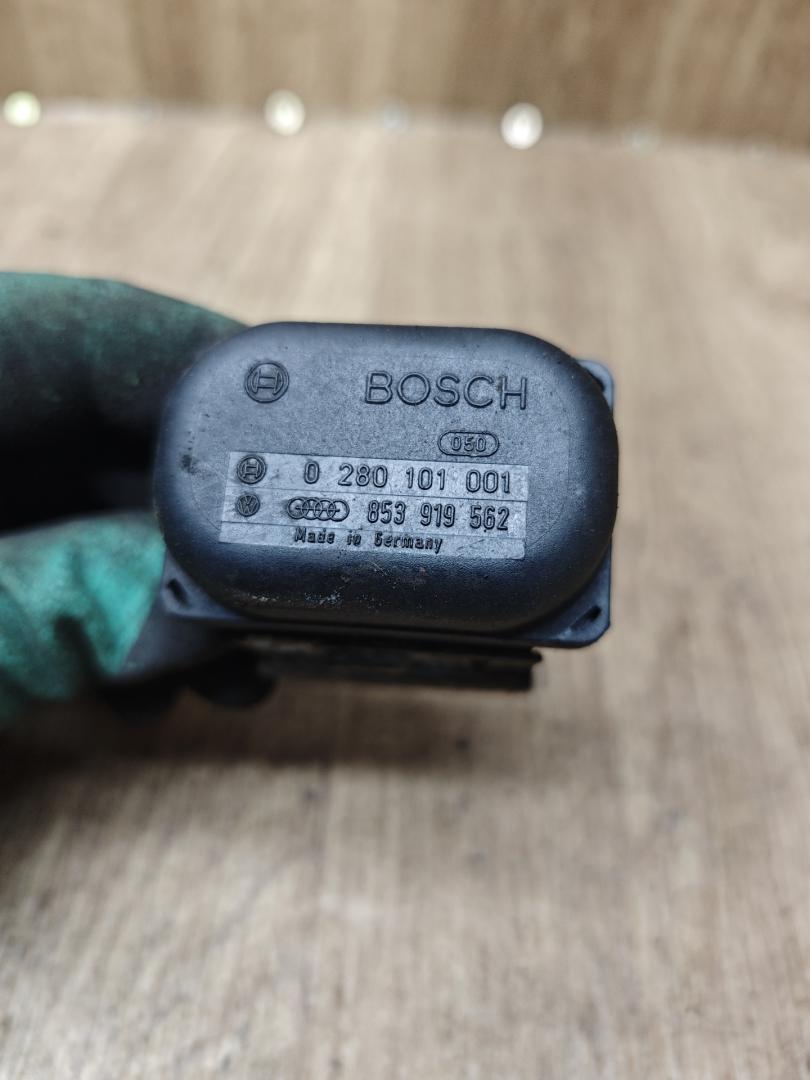 BOSCH
050
0 280 101 001
853 919 562
Made in Germany